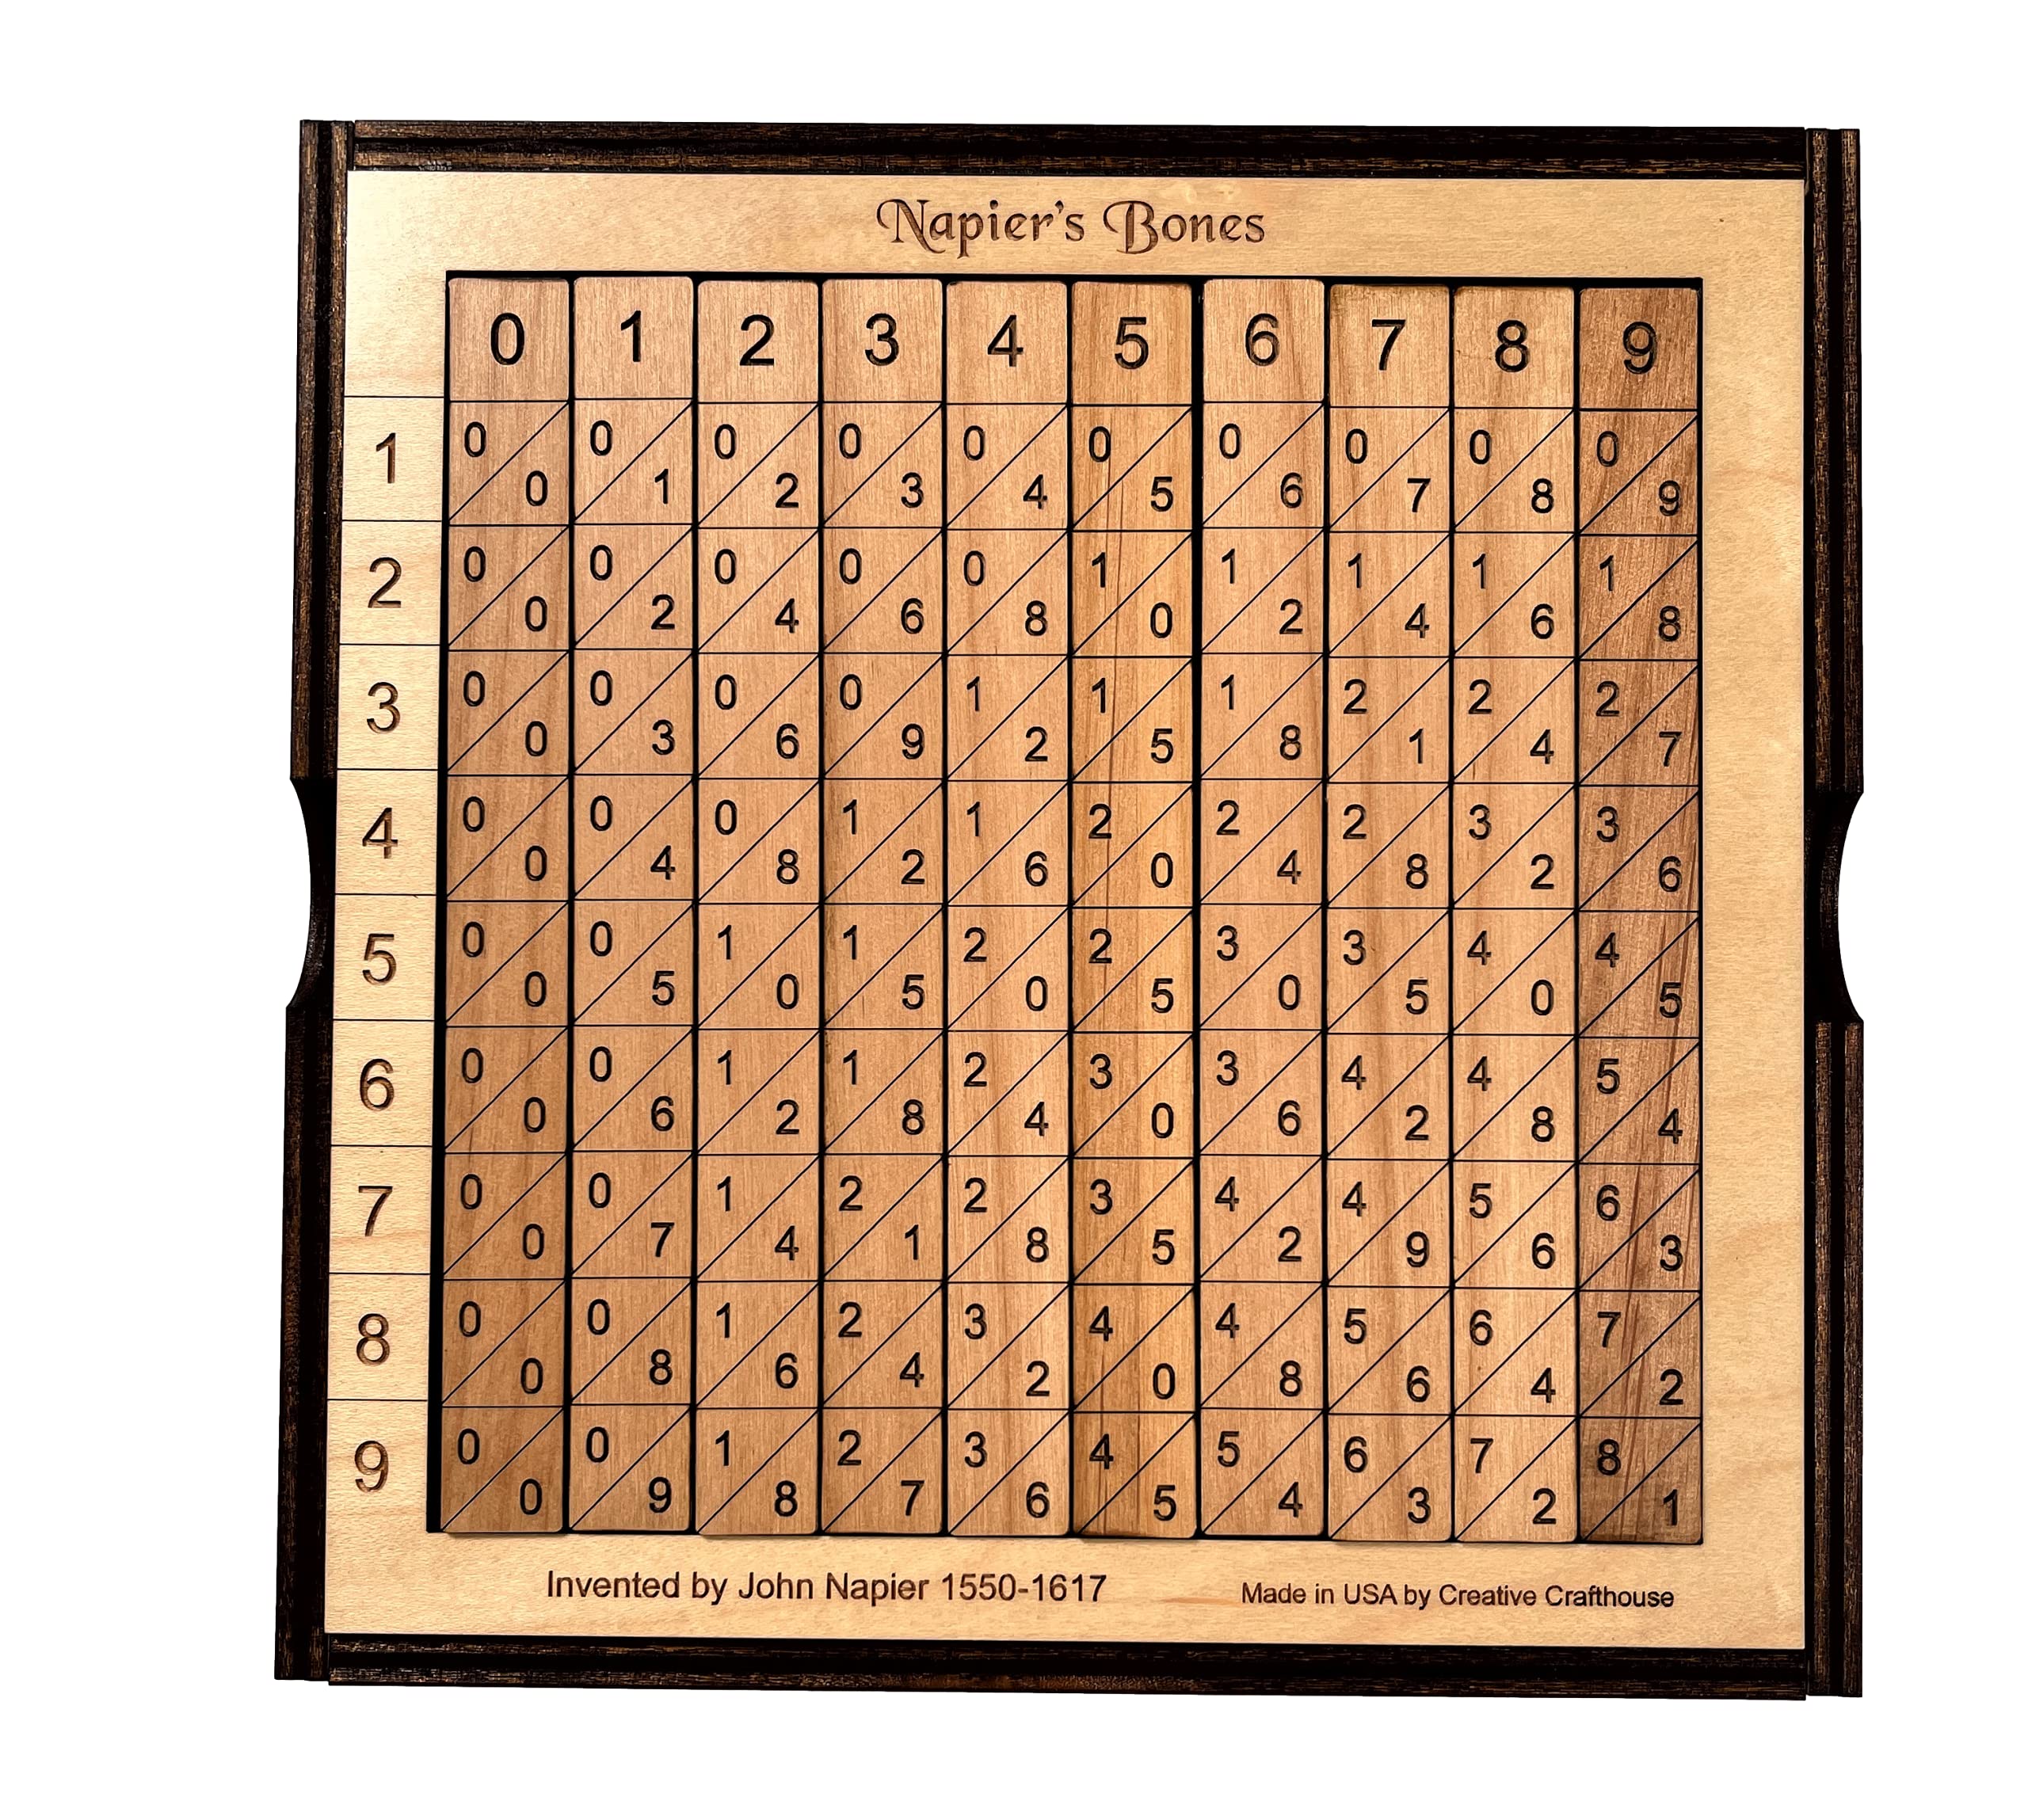 Napier's Bones
0 1 2 3 4 5 6 7 8 9
1 0 0 0 1 0 2 0 3 0 4 0 5 0 6 0 7 0 8 0 9
2 0 0 0 2 0 4 0 6 0 8 1 0 1 2 1 4 1 6 1 8
3 0 0 0 3 0 6 0 9 1 2 1 5 1 8 2 1 2 4 2 7
4 0 0 0 4 0 8 1 2 1 6 2 0 2 4 2 8 3 2 3 6
5 0 0 0 5 1 0 1 5 2 0 2 5 3 0 3 5 4 0 4 5
6 0 0 0 6 1 2 1 8 2 4 3 0 3 6 4 2 4 8 5 4
7 0 0 0 7 1 4 2 1 2 8 3 5 4 2 4 9 5 6 6 3
8 0 0 0 8 1 6 2 4 3 2 4 0 4 8 5 6 6 4 7 2
9 0 0 0 9 1 8 2 7 3 6 4 5 5 4 6 3 7 2 8 1
Invented by John Napier 1550-1617
Made in USA by Creative Crafthouse